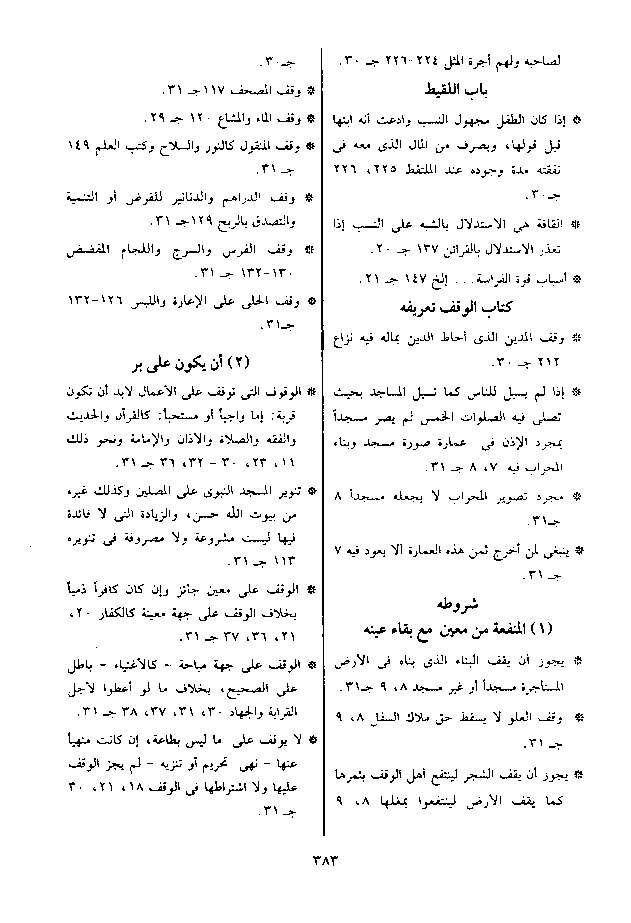 لصاحبه ولهم أجرة المثل ٢٢٤-٢٢٦ جـ ٣٠.
باب اللقيط
* إذا كان الطفل مجهول النسب وادعت أنه ابنها
قبل قولها، ويصرف من المال الذى معه فى
نفقته مدة وجوده عند الملتقط ٢٢٥، ٢٢٦
جـ٣٠.
* القافة هى الاستدلال بالشبه على النسب إذا
تعذر الاستدلال بالقرائن ١٣٧ جـ ٢٠.
* أسباب قوة الفراسة... إلخ ١٤٧ جـ ٢١.
كتاب الوقف تعريفه
* وقف المدين الذى أحاط الدين بماله فيه نزاع
٢١٢ جـ ٣٠.
* إذا لم يسبل للناس كما تسبل المساجد بحيث
تصلى فيه الصلوات الخمس لم يصر مسجداً
بمجرد الإذن فى عمارة صورة مسجد وبناء
المحراب فيه ٧، ٨ جـ ٣١.
* مجرد تصوير المحراب لا يجعله مسجداً ٨
جـ٣١.
* ينبغى لمن أخرج ثمن هذه العمارة ألا يعود فيه ٧
جـ ٣١.
شروطه
(١) المنفعة من معين مع بقاء عينه
* يجوز أن يقف البناء الذى بناه فى الأرض
المستأجرة مسجداً أو غير مسجد ٨، ٩ جـ٣١.
* وقف العلو لا يسقط حق ملاك السفل ٨، ٩
جـ ٣١.
* يجوز أن يقف الشجر لينتفع أهل الوقف بثمرها
كما يقف الأرض لينتفعوا بمغلها ٨، ٩
جـ٣٠.
* وقف المصحف ١١٧ جـ ٣١.
* وقف الماء والمشاع ١٢٠ جـ ٢٩.
* وقف المنقول كالنور والسلاح وكتب العلم ١٤٩
جـ ٣١.
* وقف الدراهم والدنانير للقرض أو التنمية
والتصدق بالربح ١٢٩جـ ٣١.
* وقف الفرس والسرج واللجام المفضض
١٣٠-١٣٢ جـ ٣١.
* وقف الحلى على الإعارة واللبس ١٢٦-١٣٢
جـ٣١.
(٢) أن يكون على بر
* الوقوف التى توقف على الأعمال لابد أن تكون
قربة: إما واجباً أو مستحباً: كالقرآن والحديث
والفقه والصلاة والأذان والإمامة ونحو ذلك
١١، ٢٣، ٣٠ - ٣٢، ٣٦ جـ ٣١.
* تنوير المسجد النبوى على المصلين وكذلك غيره
من بيوت الله حسن، والزيادة التى لا فائدة
فيها ليست مشروعة ولا مصروفة فى تنويره
١١٣ جـ ٣١.
* الوقف على معين جائز وإن كان كافراً ذمياً
بخلاف الوقف على جهة معينة كالكفار ٢٠،
٢١، ٣٦، ٣٧ جـ ٣١.
* الوقف على جهة مباحة - كالأغنياء - باطل
على الصحيح، بخلاف ما لو أعطوا لأجل
القرابة والجهاد ٣٠، ٣١، ٣٧، ٣٨ جـ ٣١.
* لا يوقف على ما ليس بطاعة، إن كانت منهياً
عنها - نهى تحريم أو تنزيه - لم يجز الوقف
عليها ولا اشتراطها فى الوقف ١٨، ٢١، ٣٠
جـ ٣١.
٣٨٣